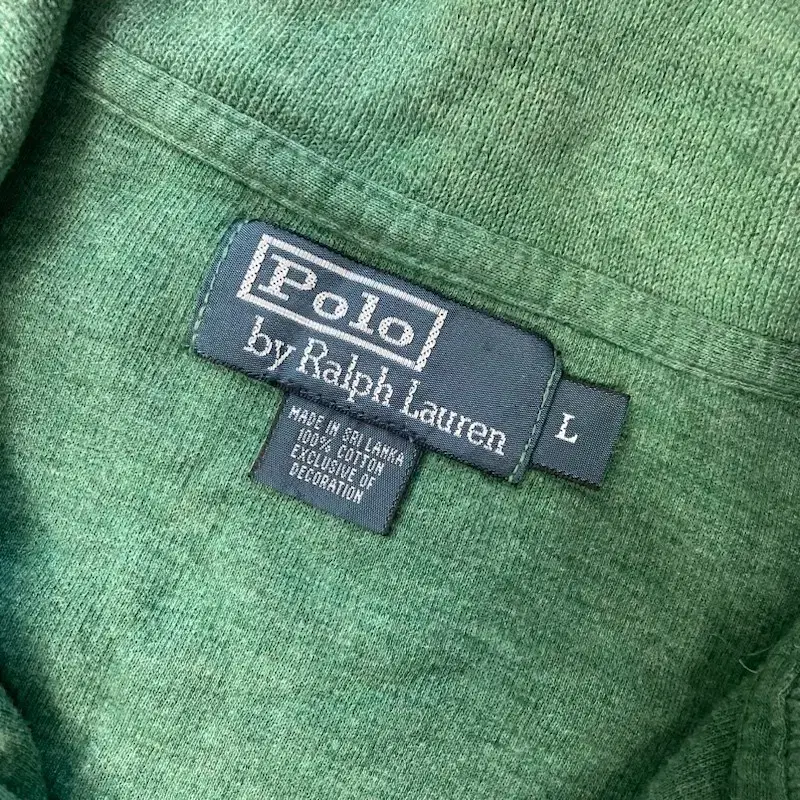 Polo
by Ralph Lauren
L
MADE IN SRI LANKA
100% COTTON
EXCLUSIVE OF
DECORATION